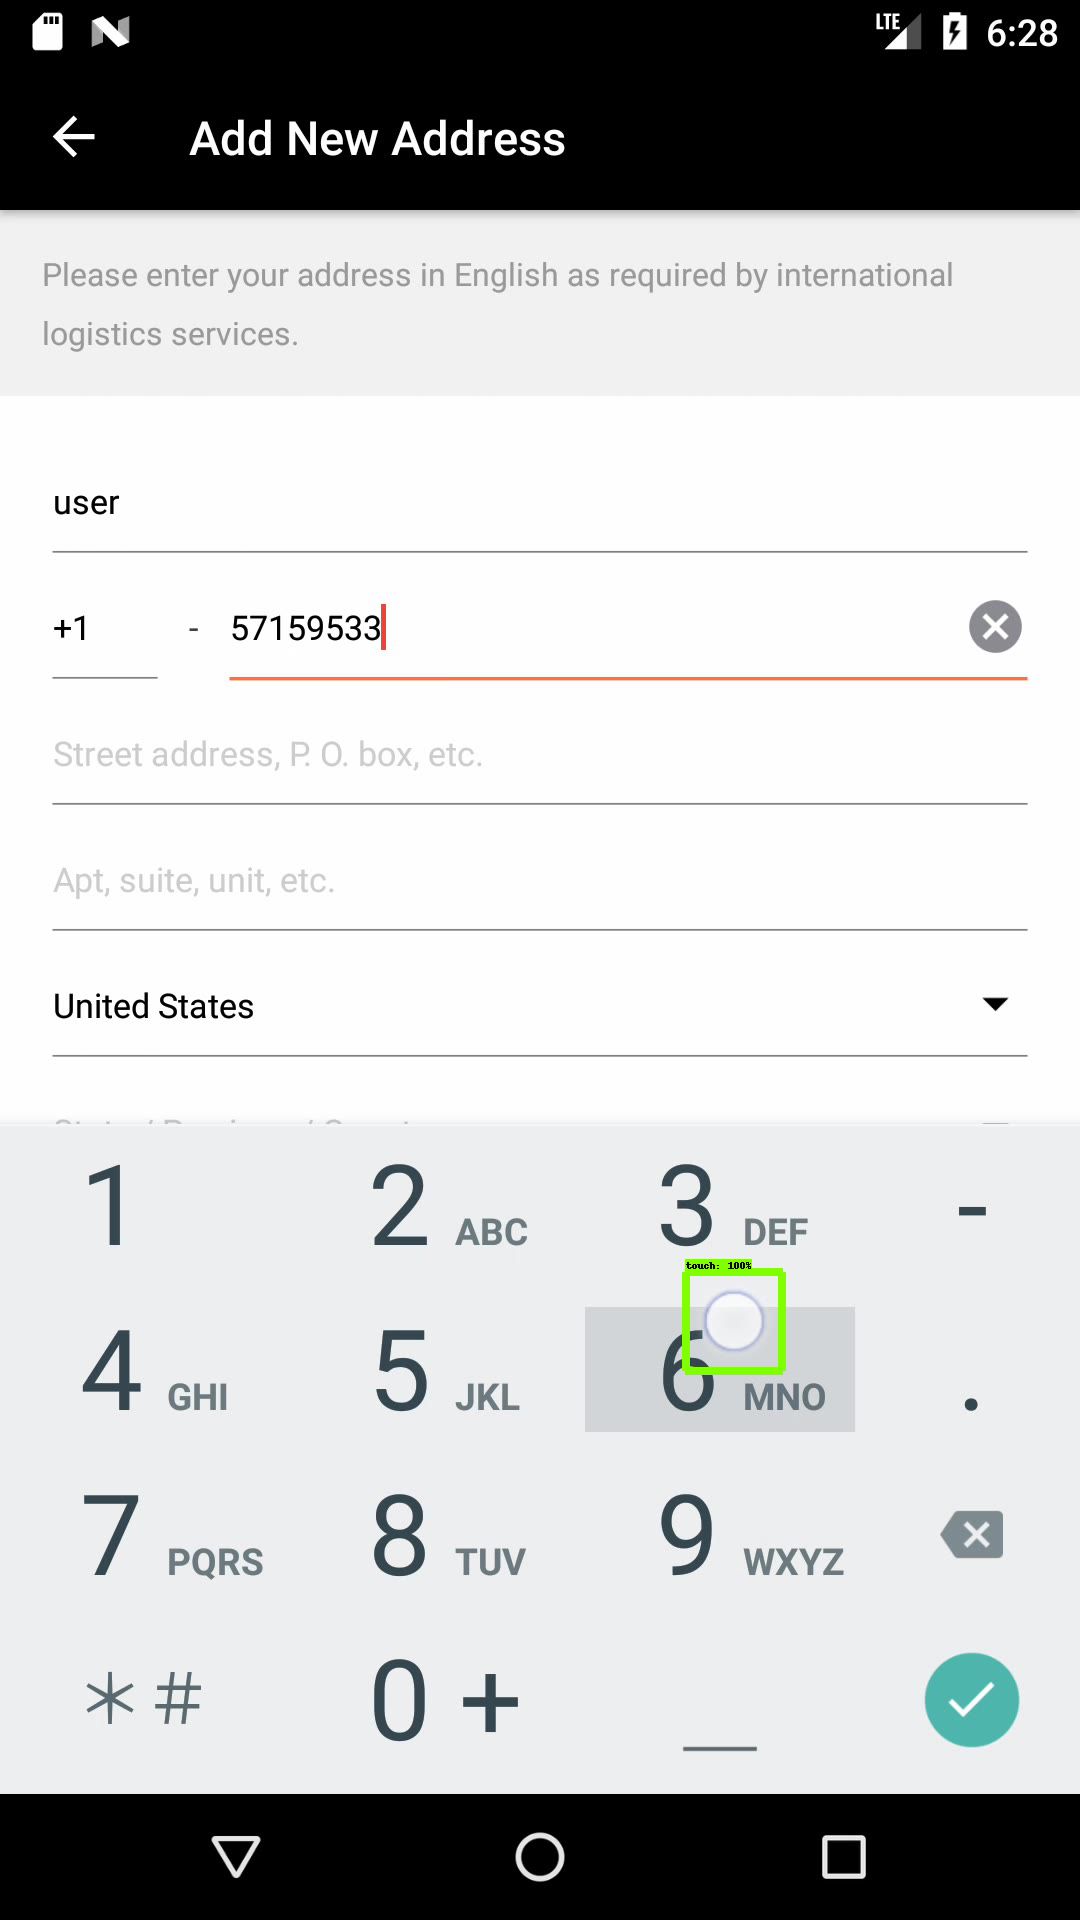 LTE 6:28
Add New Address
Please enter your address in English as required by international
logistics services.
user
+1 - 57159533
Street address, P. O. box, etc.
Apt, suite, unit, etc.
United States
1 2 ABC 3 DEF -
touch: 100%
4 GHI 5 JKL 6 MNO .
7 PQRS 8 TUV 9 WXYZ
* # 0 + _